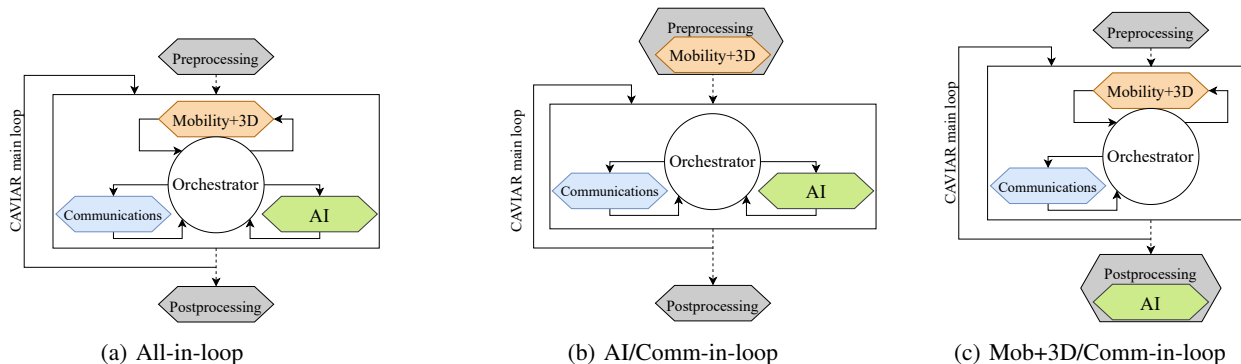 Preprocessing
CAVIAR main loop
Mobility+3D
Orchestrator
Communications
AI
Postprocessing
(a) All-in-loop
Preprocessing
Mobility+3D
CAVIAR main loop
Orchestrator
Communications
AI
Postprocessing
(b) AI/Comm-in-loop
Preprocessing
CAVIAR main loop
Mobility+3D
Orchestrator
Communications
Postprocessing
AI
(c) Mob+3D/Comm-in-loop